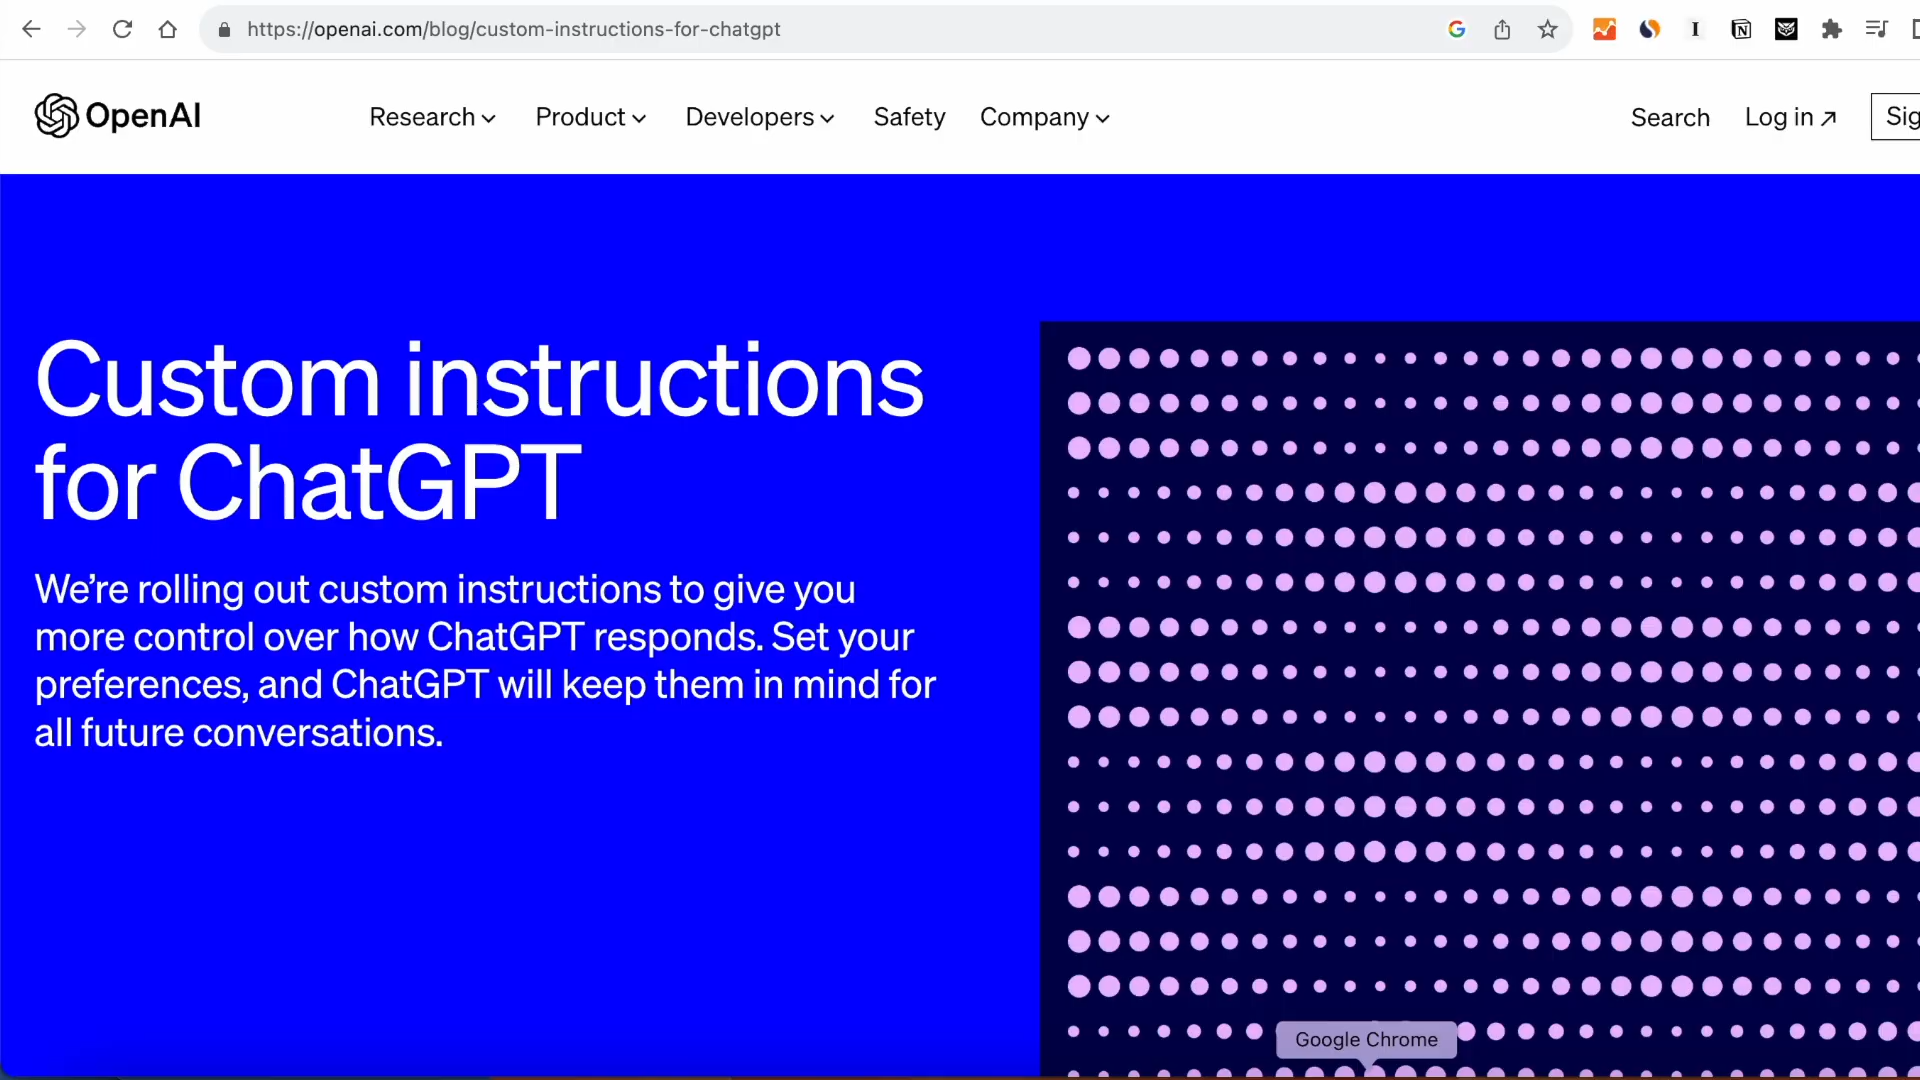 https://openai.com/blog/custom-instructions-for-chatgpt
OpenAI
Research
Product
Developers
Safety
Company
Search
Log in ↗
Sig
Custom instructions
for ChatGPT
We’re rolling out custom instructions to give you
more control over how ChatGPT responds. Set your
preferences, and ChatGPT will keep them in mind for
all future conversations.
Google Chrome